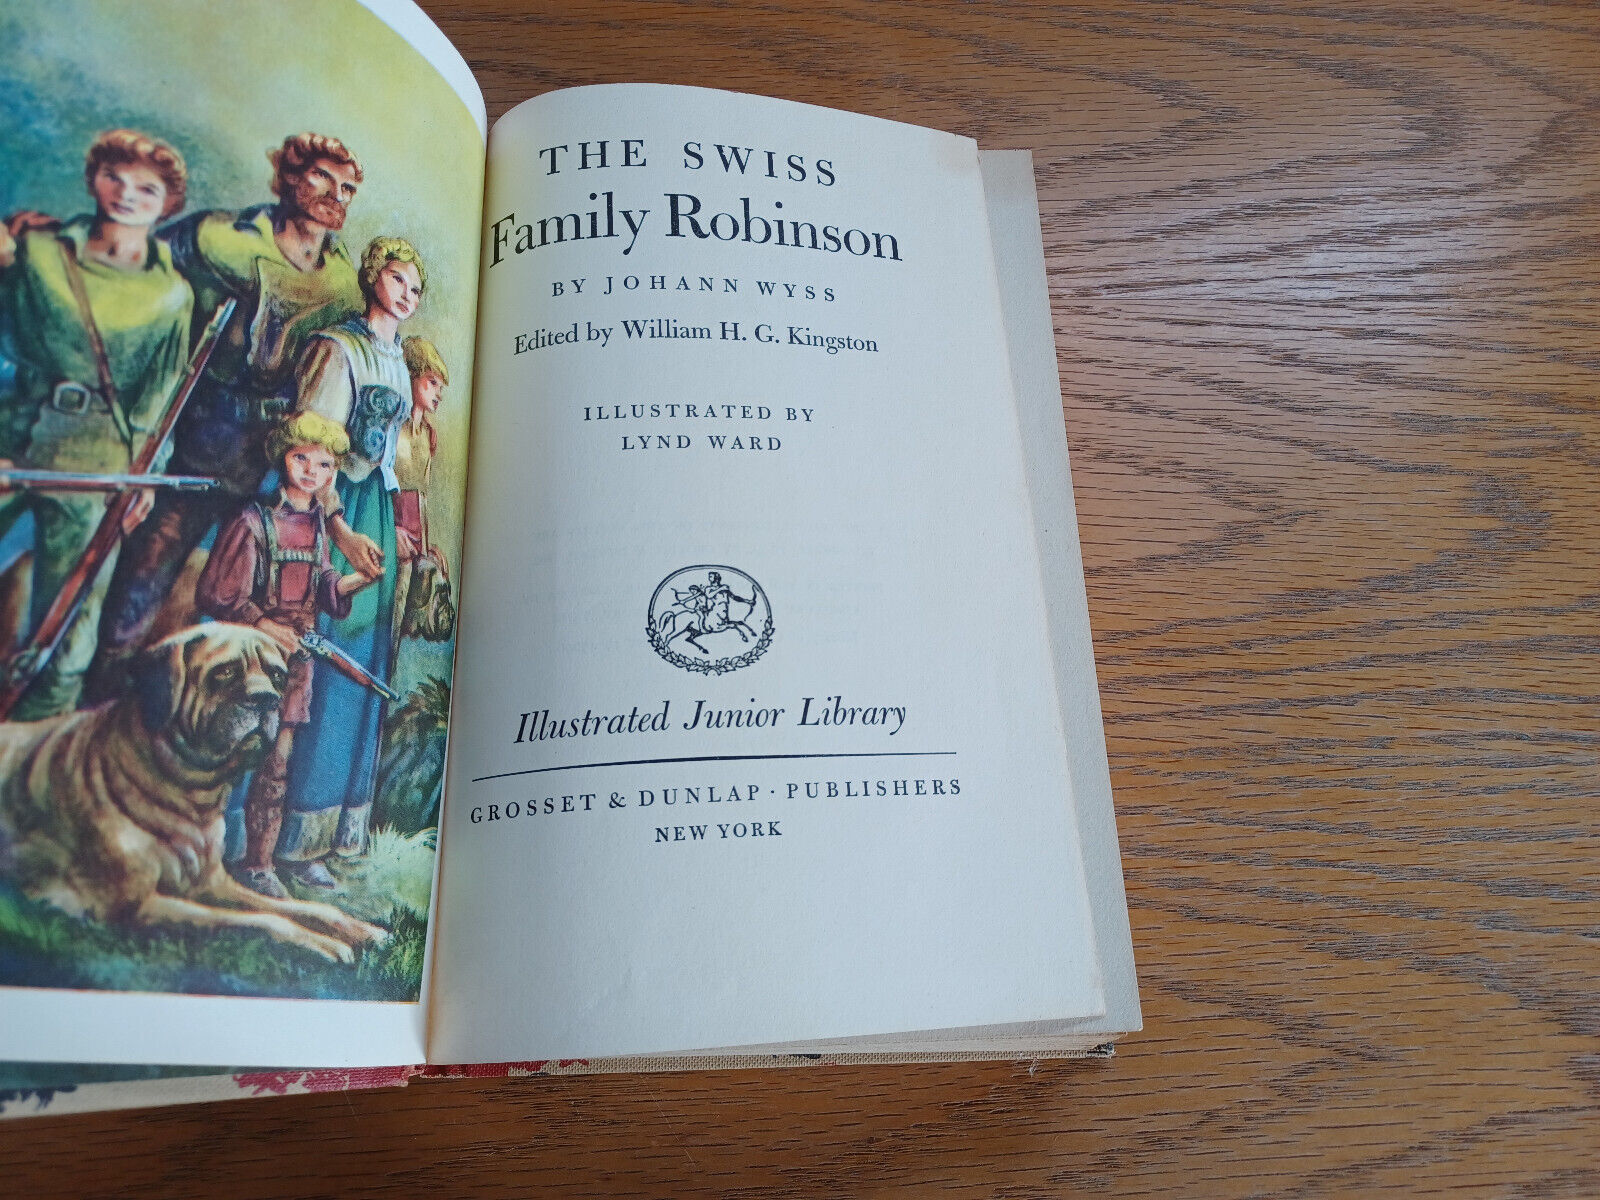 THE SWISS
Family Robinson
BY JOHANN WYSS
Edited by William H. G. Kingston
ILLUSTRATED BY
LYND WARD
Illustrated Junior Library
GROSSET & DUNLAP · PUBLISHERS
NEW YORK